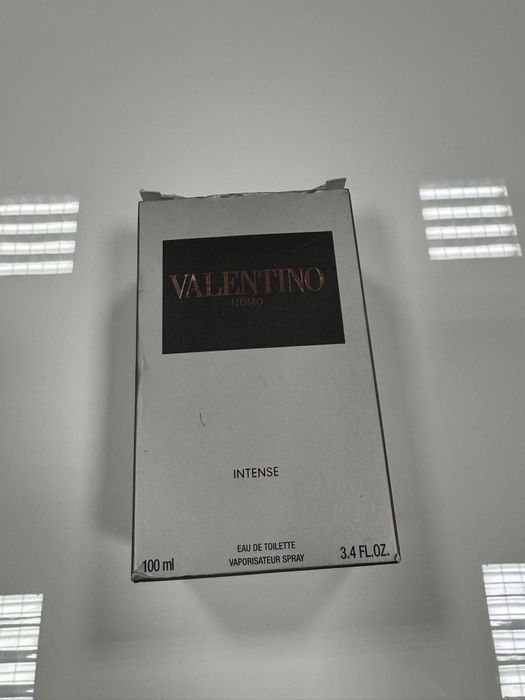 VALENTINO
UOMO
INTENSE
EAU DE TOILETTE
VAPORISATEUR SPRAY
100 ml
3.4 FL.OZ.